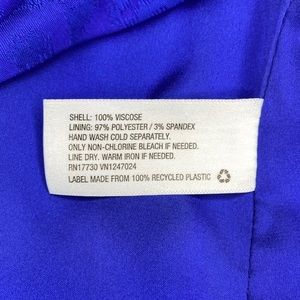 SHELL: 100% VISCOSE
LINING: 97% POLYESTER / 3% SPANDEX
HAND WASH COLD SEPARATELY.
ONLY NON-CHLORINE BLEACH IF NEEDED.
LINE DRY. WARM IRON IF NEEDED.
RN17730 VN1247024
LABEL MADE FROM 100% RECYCLED PLASTIC